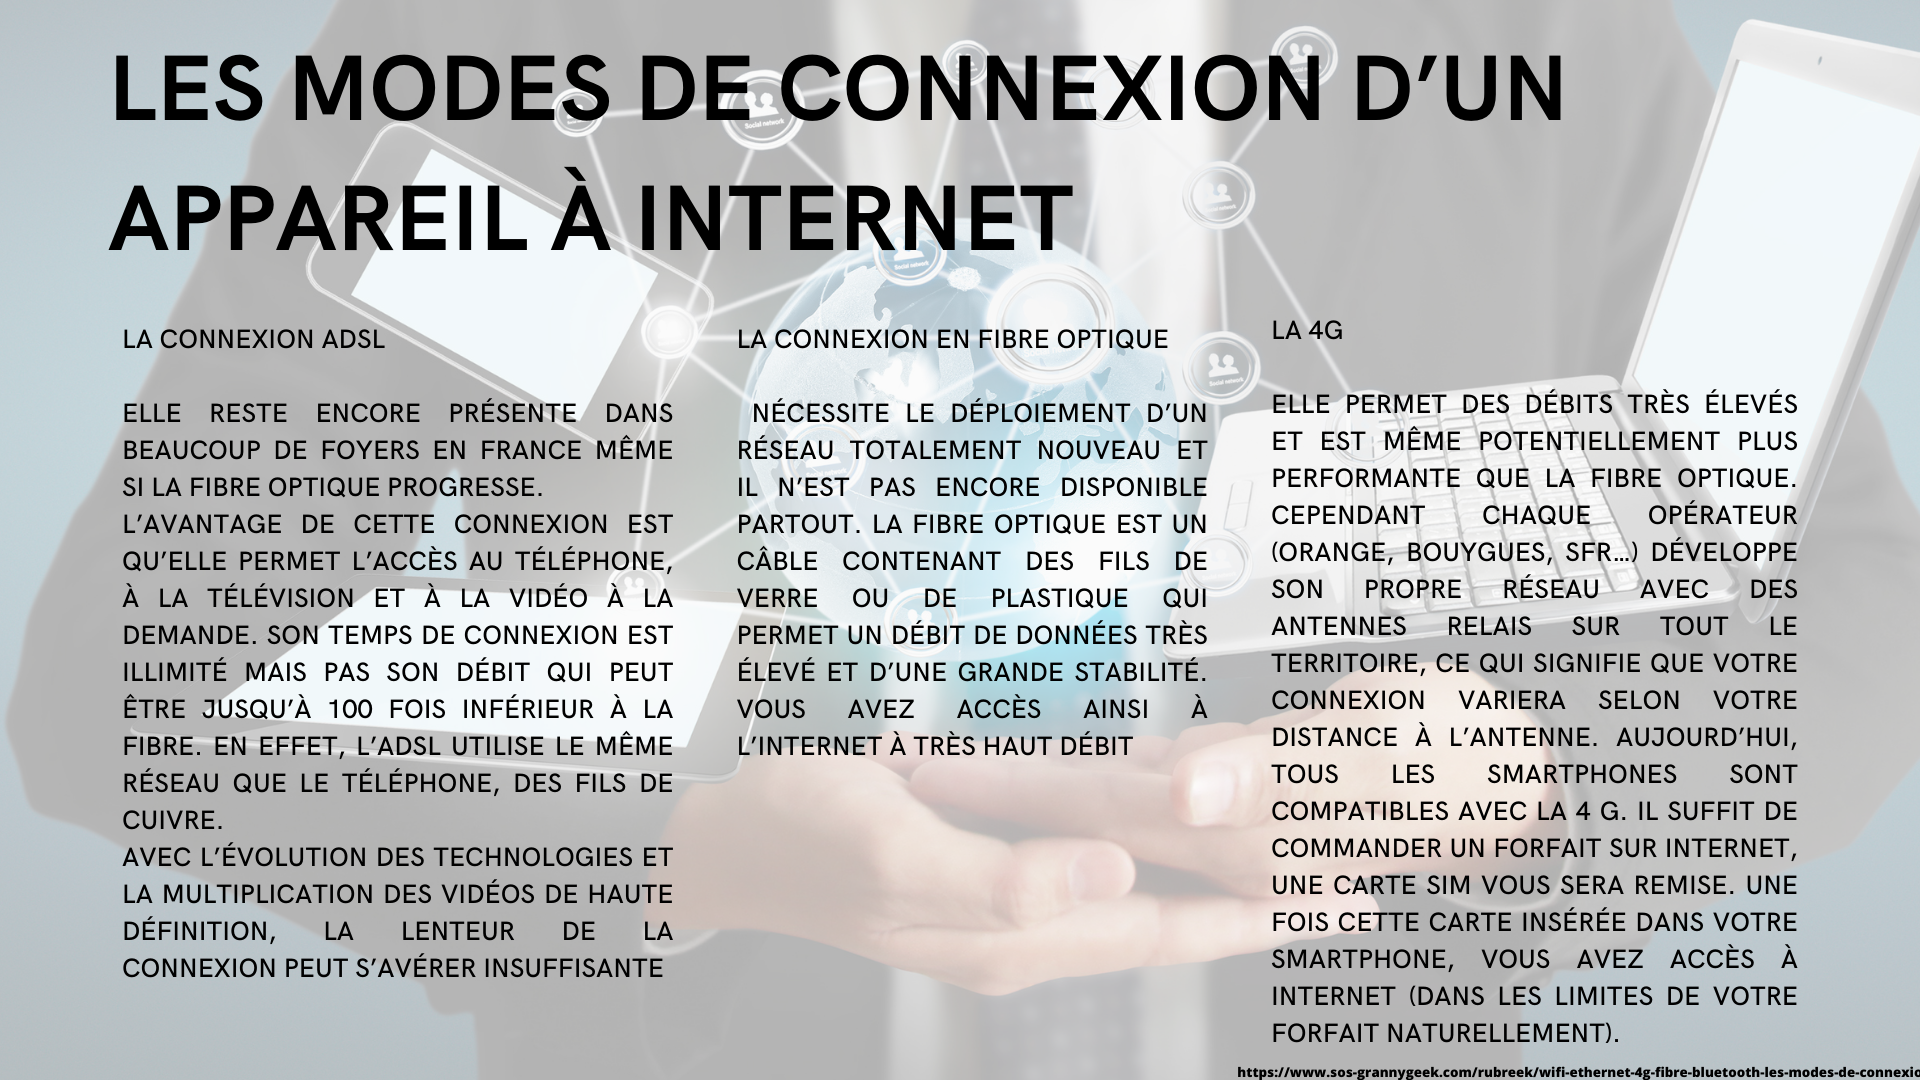 LES MODES DE CONNEXION D’UN
APPAREIL À INTERNET
LA CONNEXION ADSL
ELLE RESTE ENCORE PRÉSENTE DANS
BEAUCOUP DE FOYERS EN FRANCE MÊME
SI LA FIBRE OPTIQUE PROGRESSE.
L’AVANTAGE DE CETTE CONNEXION EST
QU’ELLE PERMET L’ACCÈS AU TÉLÉPHONE,
À LA TÉLÉVISION ET À LA VIDÉO À LA
DEMANDE. SON TEMPS DE CONNEXION EST
ILLIMITÉ MAIS PAS SON DÉBIT QUI PEUT
ÊTRE JUSQU’À 100 FOIS INFÉRIEUR À LA
FIBRE. EN EFFET, L’ADSL UTILISE LE MÊME
RÉSEAU QUE LE TÉLÉPHONE, DES FILS DE
CUIVRE.
AVEC L’ÉVOLUTION DES TECHNOLOGIES ET
LA MULTIPLICATION DES VIDÉOS DE HAUTE
DÉFINITION, LA LENTEUR DE LA
CONNEXION PEUT S’AVÉRER INSUFFISANTE
LA CONNEXION EN FIBRE OPTIQUE
NÉCESSITE LE DÉPLOIEMENT D’UN
RÉSEAU TOTALEMENT NOUVEAU ET
IL N’EST PAS ENCORE DISPONIBLE
PARTOUT. LA FIBRE OPTIQUE EST UN
CÂBLE CONTENANT DES FILS DE
VERRE OU DE PLASTIQUE QUI
PERMET UN DÉBIT DE DONNÉES TRÈS
ÉLEVÉ ET D’UNE GRANDE STABILITÉ.
VOUS AVEZ ACCÈS AINSI À
L’INTERNET À TRÈS HAUT DÉBIT
LA 4G
ELLE PERMET DES DÉBITS TRÈS ÉLEVÉS
ET EST MÊME POTENTIELLEMENT PLUS
PERFORMANTE QUE LA FIBRE OPTIQUE.
CEPENDANT CHAQUE OPÉRATEUR
(ORANGE, BOUYGUES, SFR…) DÉVELOPPE
SON PROPRE RÉSEAU AVEC DES
ANTENNES RELAIS SUR TOUT LE
TERRITOIRE, CE QUI SIGNIFIE QUE VOTRE
CONNEXION VARIERA SELON VOTRE
DISTANCE À L’ANTENNE. AUJOURD’HUI,
TOUS LES SMARTPHONES SONT
COMPATIBLES AVEC LA 4 G. IL SUFFIT DE
COMMANDER UN FORFAIT SUR INTERNET,
UNE CARTE SIM VOUS SERA REMISE. UNE
FOIS CETTE CARTE INSÉRÉE DANS VOTRE
SMARTPHONE, VOUS AVEZ ACCÈS À
INTERNET (DANS LES LIMITES DE VOTRE
FORFAIT NATURELLEMENT).
https://www.sos-grannygeek.com/rubreek/wifi-ethernet-4g-fibre-bluetooth-les-modes-de-connexio
Social network
Social network
Social network
Social network